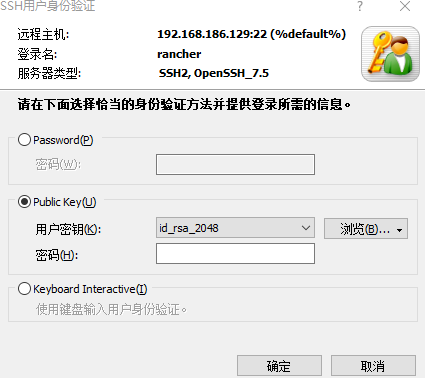 SSH用户身份验证
远程主机: 192.168.186.129:22 (%default%)
登录名: rancher
服务器类型: SSH2, OpenSSH_7.5
请在下面选择恰当的身份验证方法并提供登录所需的信息。
Password(P)
密码(W):
Public Key(U)
用户密钥(K): id_rsa_2048 浏览(B)...
密码(H):
Keyboard Interactive(I)
使用键盘输入用户身份验证。
确定 取消